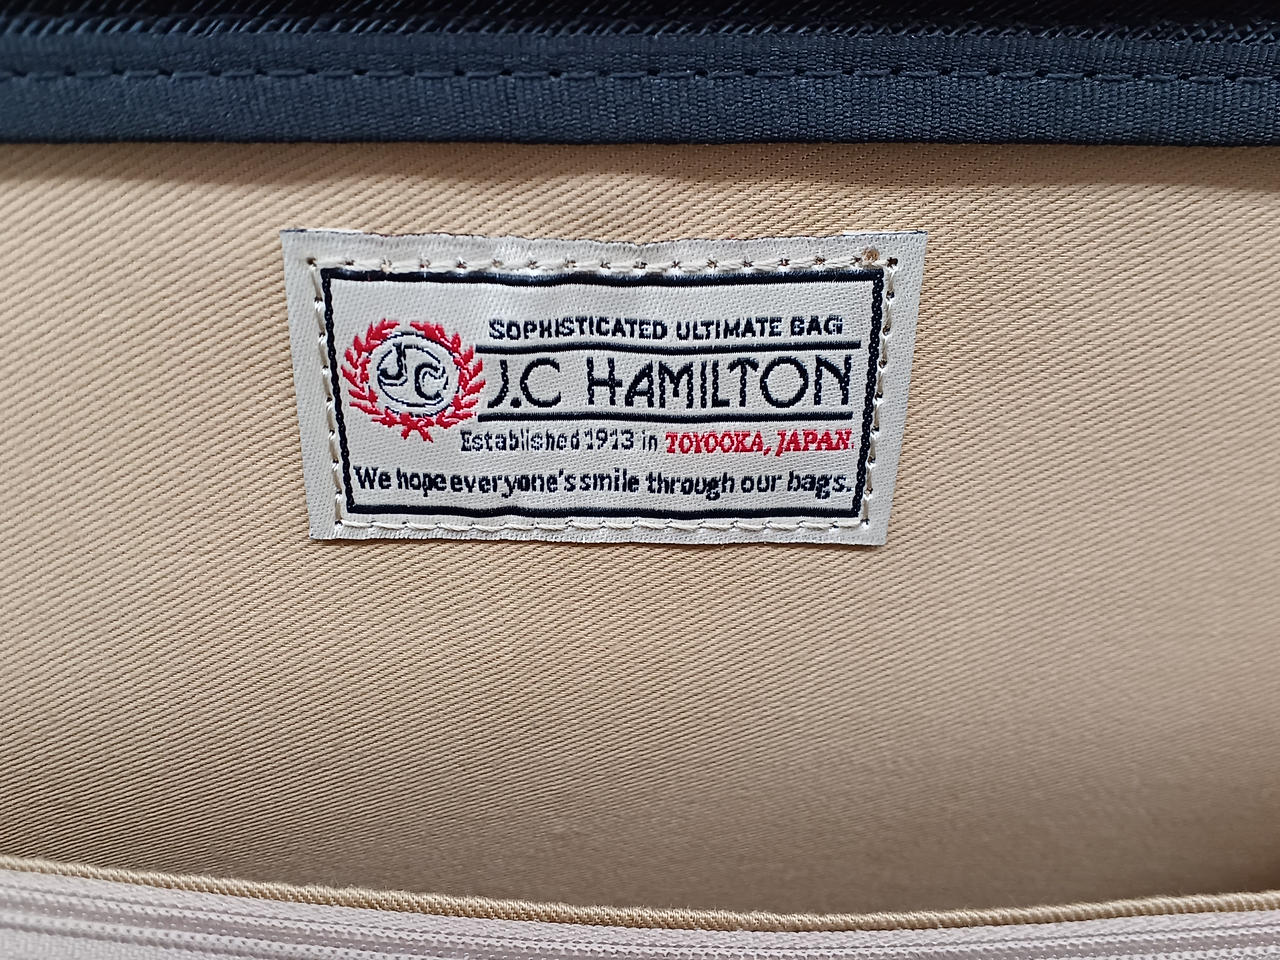 SOPHISTICATED ULTIMATE BAG
JC
J.C HAMILTON
Established 1913 in TOYOOKA, JAPAN
We hope everyone's smile through our bags.